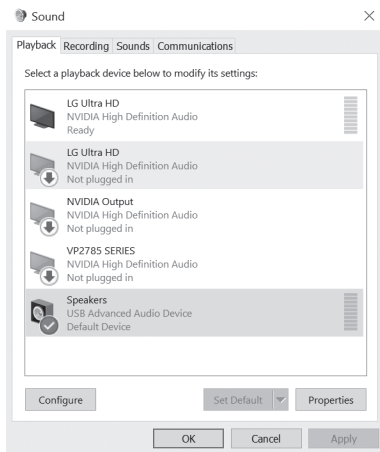 Sound
Playback Recording Sounds Communications
Select a playback device below to modify its settings:
LG Ultra HD
NVIDIA High Definition Audio
Ready
LG Ultra HD
NVIDIA High Definition Audio
Not plugged in
NVIDIA Output
NVIDIA High Definition Audio
Not plugged in
VP2785 SERIES
NVIDIA High Definition Audio
Not plugged in
Speakers
USB Advanced Audio Device
Default Device
Configure Set Default Properties
OK Cancel Apply